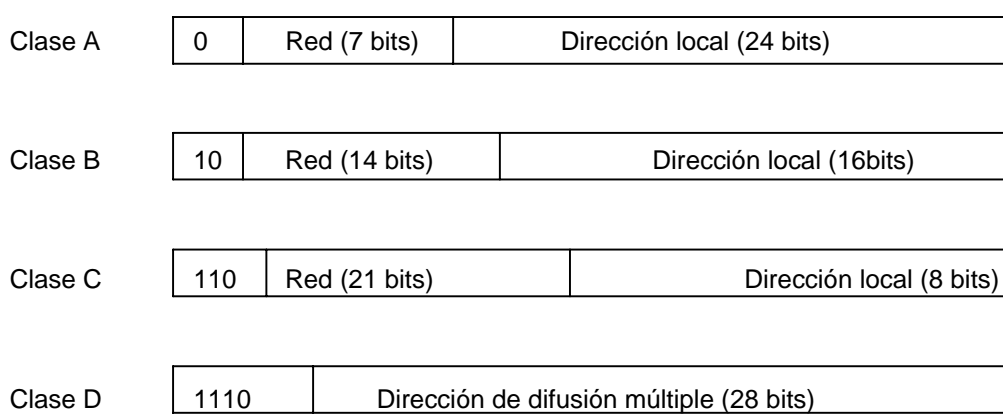 Clase A 0 Red (7 bits) Dirección local (24 bits)
Clase B 10 Red (14 bits) Dirección local (16bits)
Clase C 110 Red (21 bits) Dirección local (8 bits)
Clase D 1110 Dirección de difusión múltiple (28 bits)